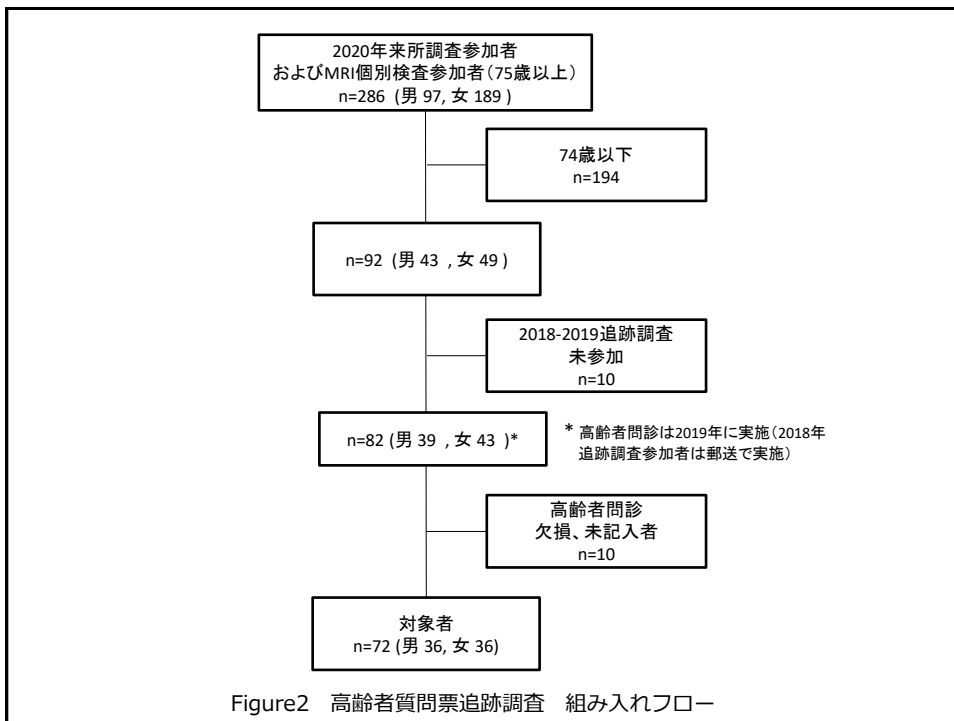 2020年来所調査参加者
およびMRI個別検査参加者（75歳以上）
n=286 (男 97, 女 189 )
74歳以下
n=194
n=92 (男 43 , 女 49 )
2018-2019追跡調査
未参加
n=10
n=82 (男 39 , 女 43 )*
* 高齢者問診は2019年に実施（2018年
追跡調査参加者は郵送で実施）
高齢者問診
欠損、未記入者
n=10
対象者
n=72 (男 36, 女 36)
Figure2　高齢者質問票追跡調査　組み入れフロー